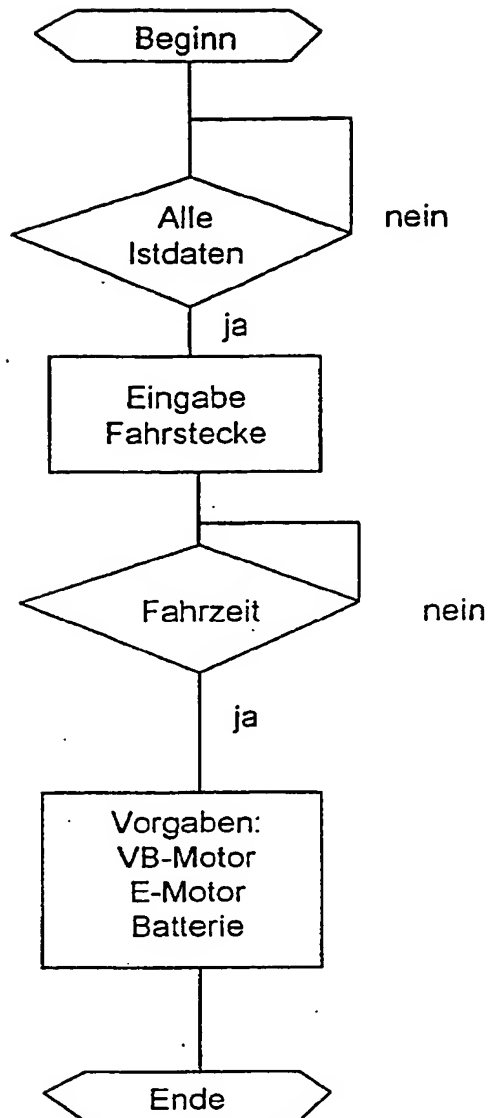 Beginn
Alle
Istdaten
nein
ja
Eingabe
Fahrstecke
Fahrzeit
nein
ja
Vorgaben:
VB-Motor
E-Motor
Batterie
Ende